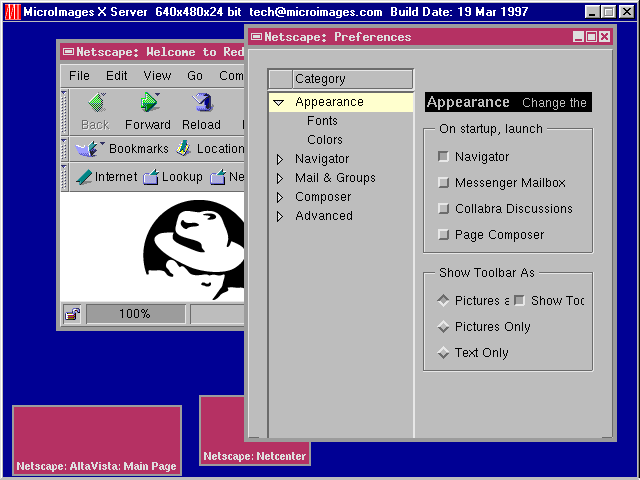 MicroImages X Server 640x480x24 bit tech@microimages.com Build Date: 19 Mar 1997
Netscape: Welcome to Red
File Edit View Go Com
Back Forward Reload
Bookmarks Location
Internet Lookup Ne
100%
Netscape: Preferences
Category
Appearance
Fonts
Colors
Navigator
Mail & Groups
Composer
Advanced
Appearance Change the
On startup, launch
Navigator
Messenger Mailbox
Collabra Discussions
Page Composer
Show Toolbar As
Pictures a Show Too
Pictures Only
Text Only
Netscape: AltaVista: Main Page
Netscape: Netcenter